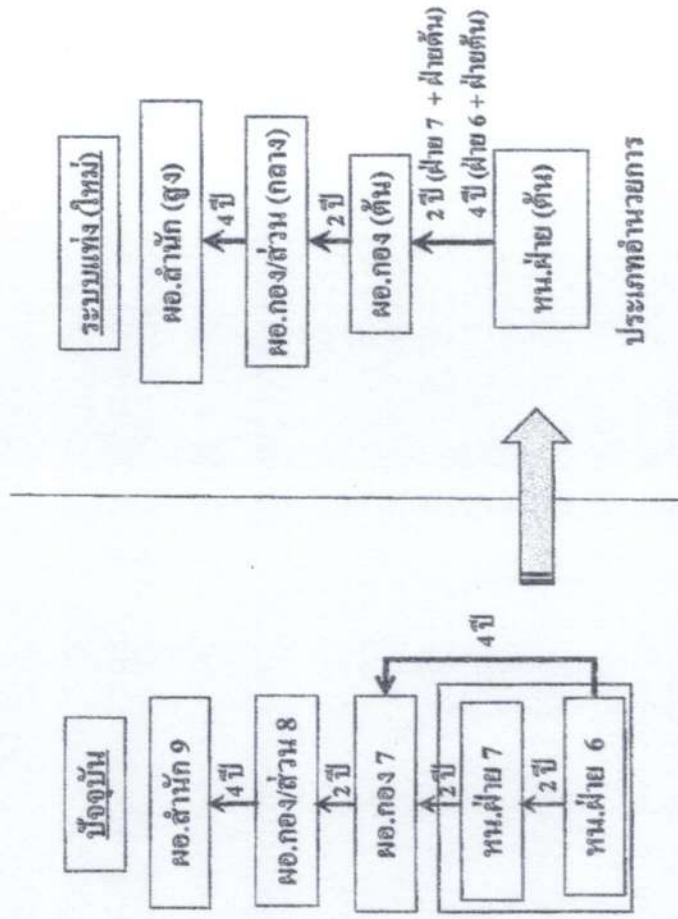 ปัจจุบัน
ผอ.สำนัก 9
4 ปี
ผอ.กอง/ส่วน 8
2 ปี
ผอ.กอง 7
2 ปี
4 ปี
หน.ฝ่าย 7
2 ปี
หน.ฝ่าย 6
ระบบแท่ง (ใหม่)
ผอ.สำนัก (สูง)
4 ปี
ผอ.กอง/ส่วน (กลาง)
2 ปี
ผอ.กอง (ต้น)
2 ปี (ฝ่าย 7 + ฝ่ายต้น)
4 ปี (ฝ่าย 6 + ฝ่ายต้น)
หน.ฝ่าย (ต้น)
ประเภทอำนวยการ